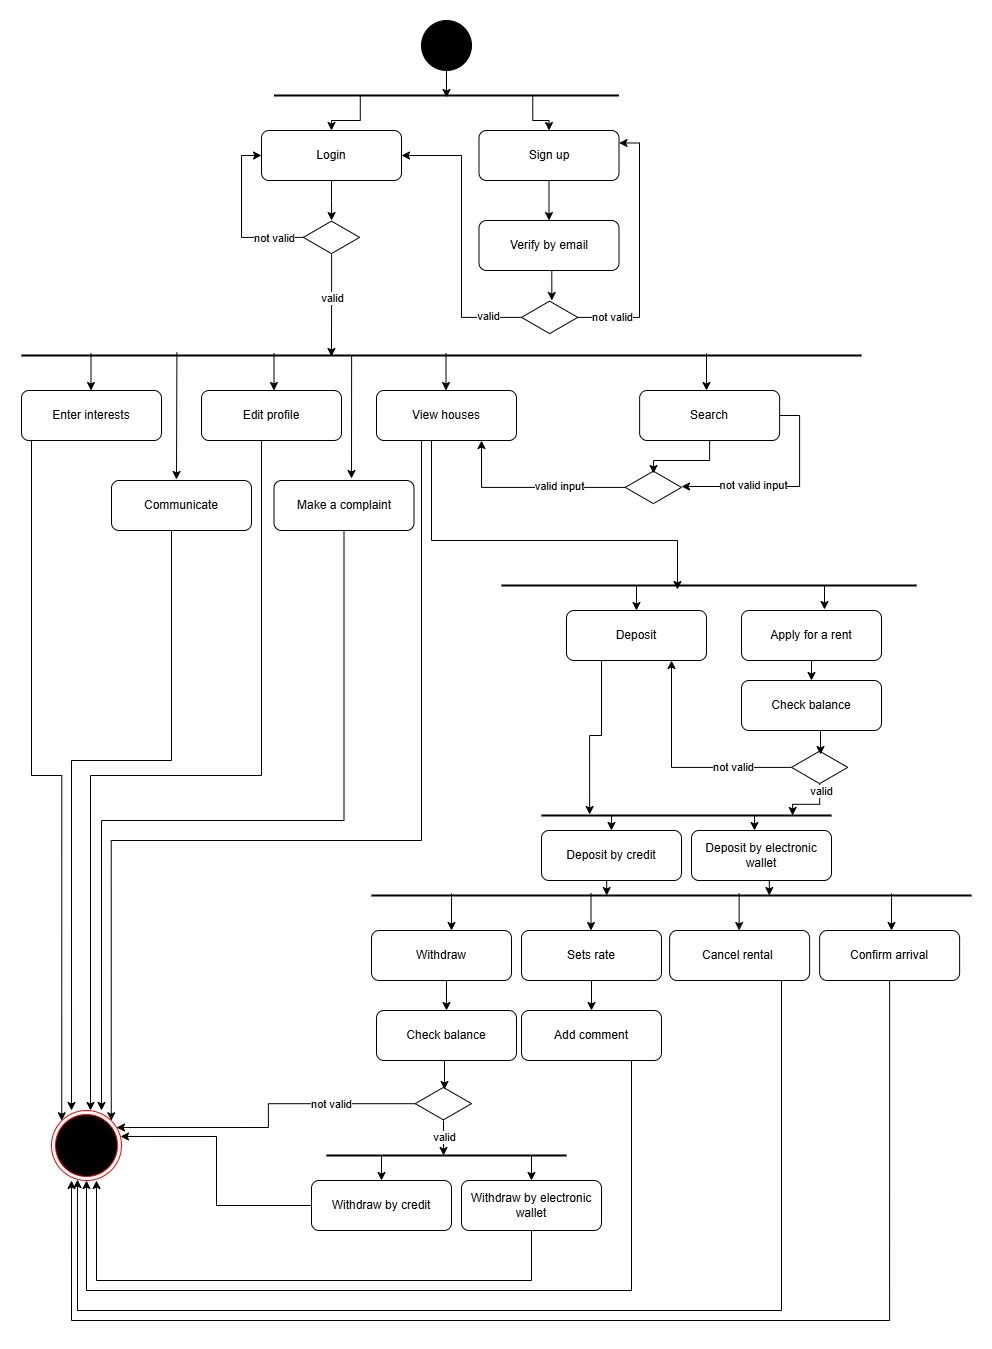 Login
Sign up
Verify by email
not valid
valid
valid
not valid
Enter interests
Edit profile
View houses
Search
Communicate
Make a complaint
valid input
not valid input
Deposit
Apply for a rent
Check balance
not valid
valid
Deposit by credit
Deposit by electronic
wallet
Withdraw
Sets rate
Cancel rental
Confirm arrival
Check balance
Add comment
not valid
valid
Withdraw by credit
Withdraw by electronic
wallet